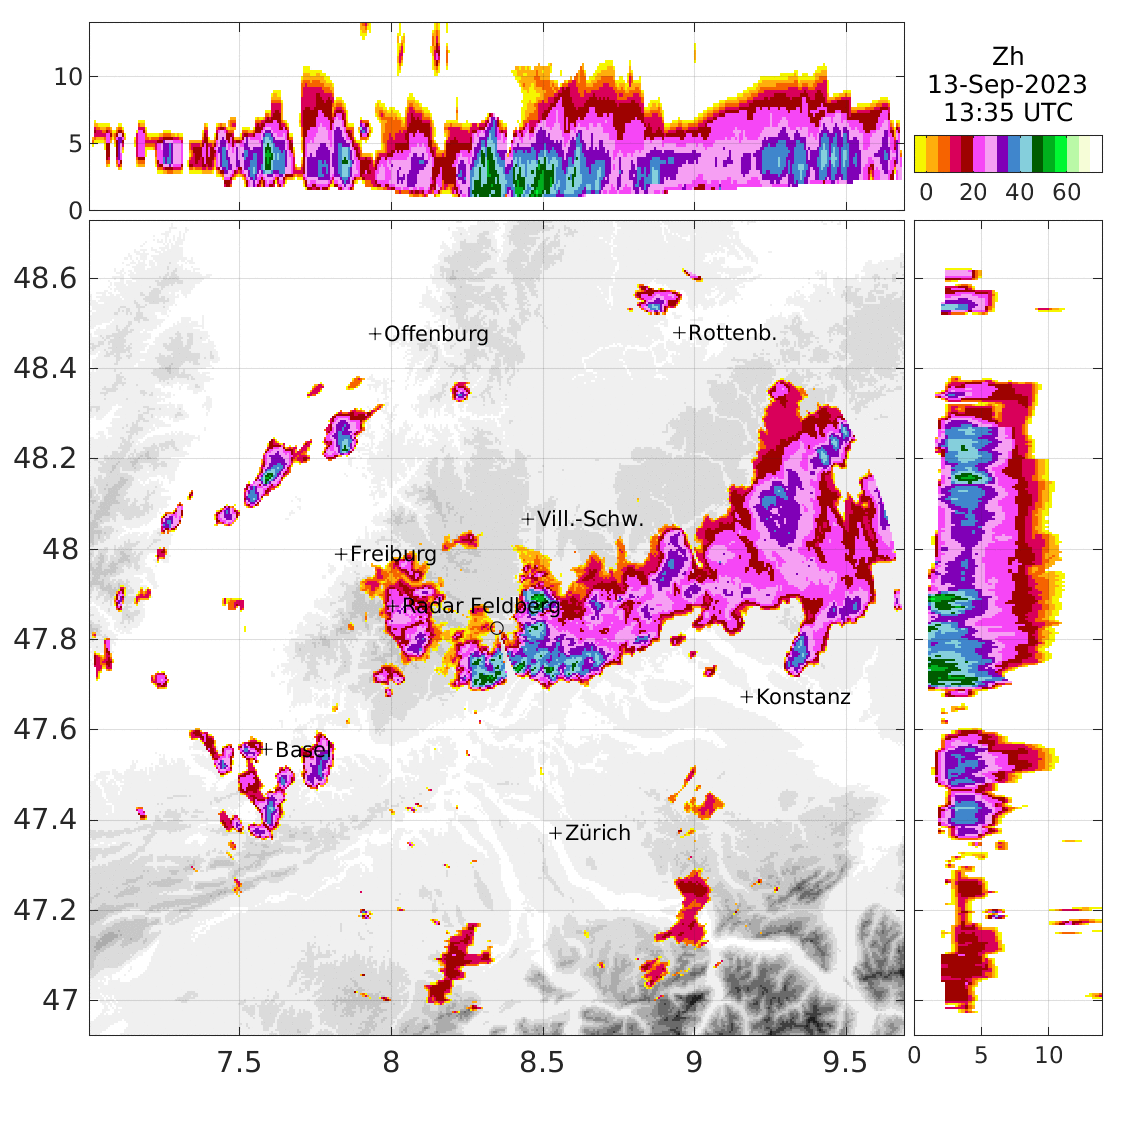 10
5
0
Zh
13-Sep-2023
13:35 UTC
0 20 40 60
48.6
48.4
48.2
48
47.8
47.6
47.4
47.2
47
+Offenburg
+Rottenb.
+Vill.-Schw.
+Freiburg
+Radar Feldberg
+Konstanz
+Basel
+Zürich
7.5 8 8.5 9 9.5
0 5 10